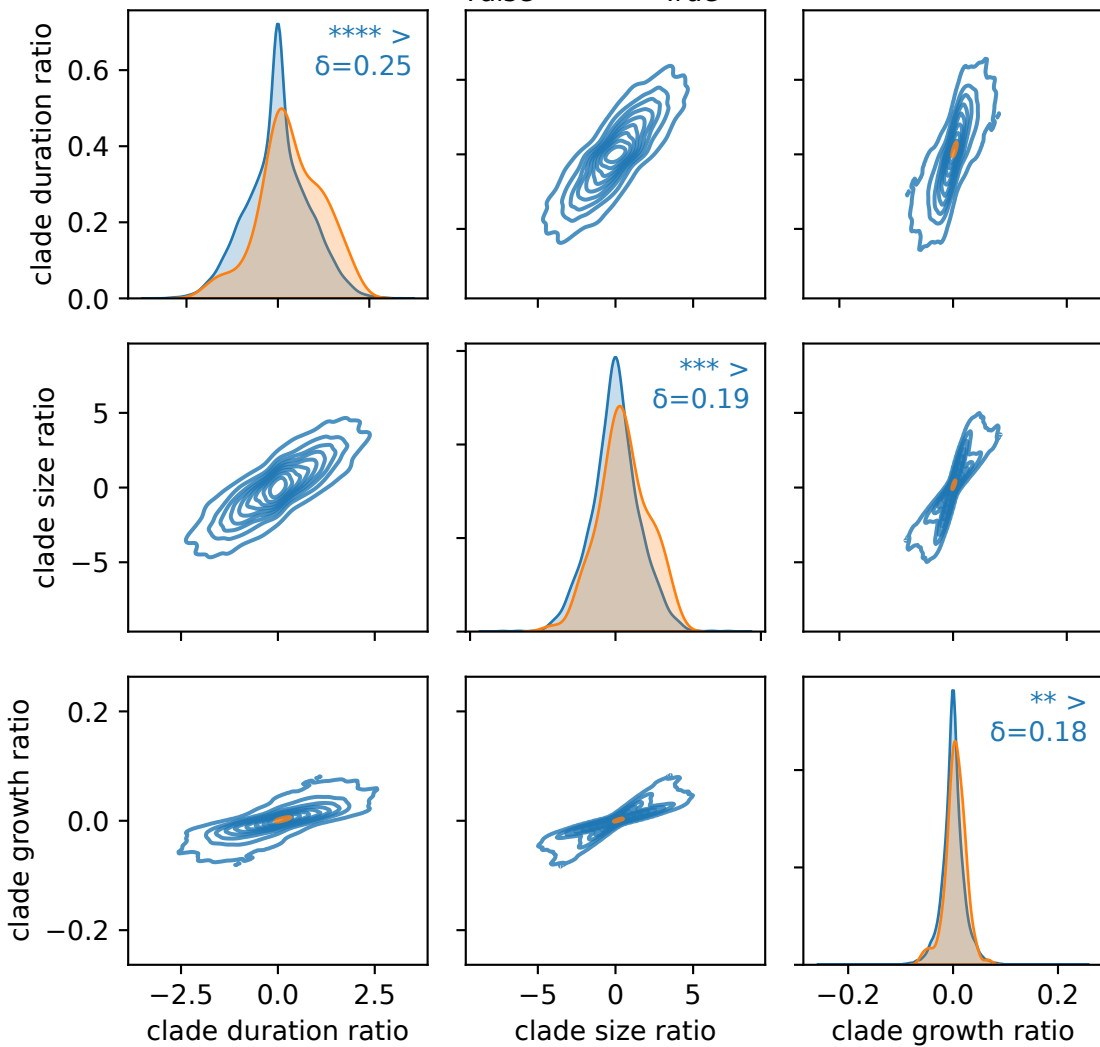 clade duration ratio
0.6
0.4
0.2
0.0
**** >
δ=0.25
clade size ratio
5
0
−5
*** >
δ=0.19
clade growth ratio
0.2
0.0
−0.2
** >
δ=0.18
−2.5 0.0 2.5
−5 0 5
−0.2 0.0 0.2
clade duration ratio
clade size ratio
clade growth ratio